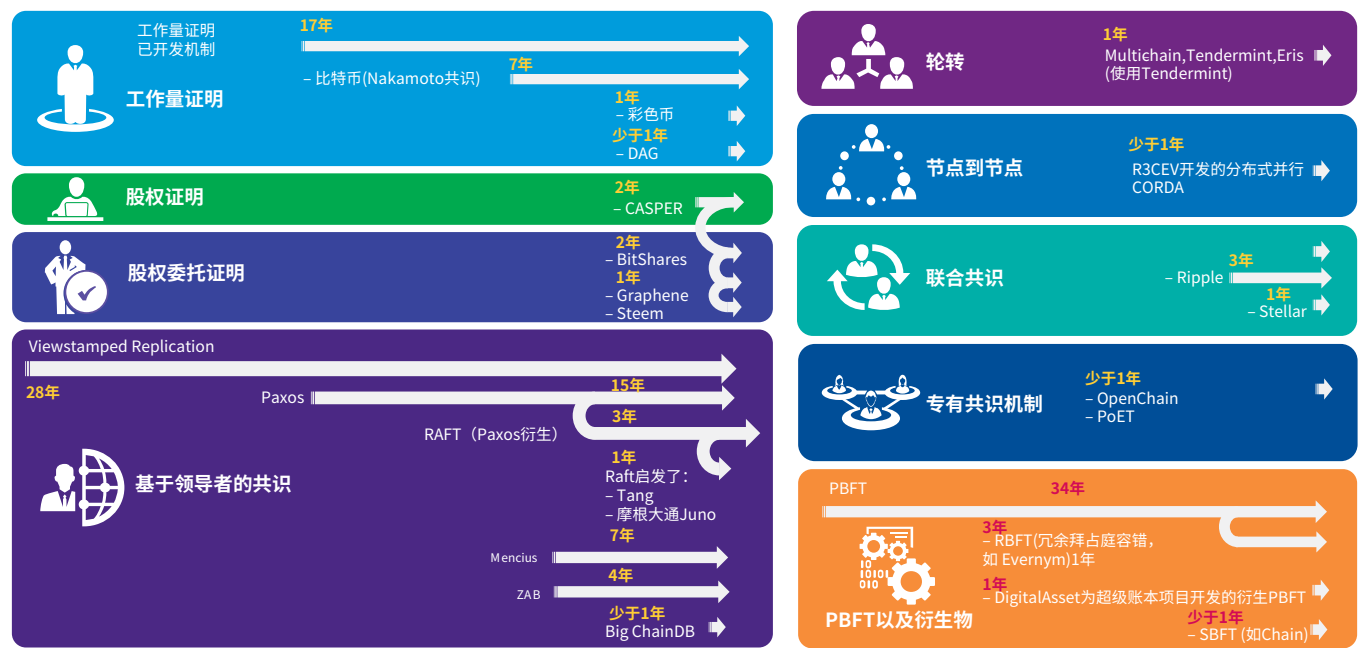 工作量证明
已开发机制
17年
– 比特币(Nakamoto共识)
7年
工作量证明
1年
– 彩色币
少于1年
– DAG
股权证明
2年
– CASPER
股权委托证明
2年
– BitShares
1年
– Graphene
– Steem
Viewstamped Replication
28年
Paxos
15年
RAFT（Paxos衍生）
3年
基于领导者的共识
1年
Raft启发了：
– Tang
– 摩根大通Juno
7年
Mencius
4年
ZAB
少于1年
Big ChainDB
轮转
1年
Multichain,Tendermint,Eris
(使用Tendermint)
节点到节点
少于1年
R3CEV开发的分布式并行
CORDA
联合共识
3年
– Ripple
1年
– Stellar
专有共识机制
少于1年
– OpenChain
– PoET
PBFT
34年
3年
– RBFT(冗余拜占庭容错，
如 Evernym)1年
10
10101
010
1年
– DigitalAsset为超级账本项目开发的衍生PBFT
PBFT以及衍生物
少于1年
– SBFT (如Chain)